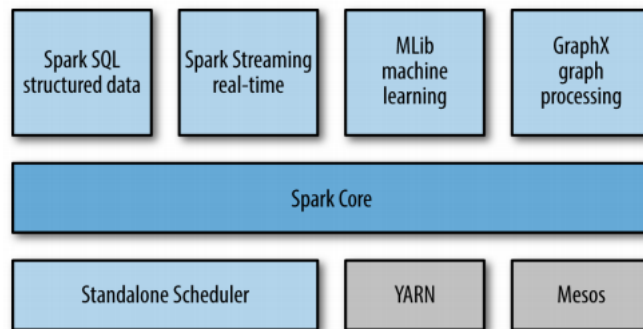 Spark SQL
structured data
Spark Streaming
real-time
MLib
machine
learning
GraphX
graph
processing
Spark Core
Standalone Scheduler
YARN
Mesos